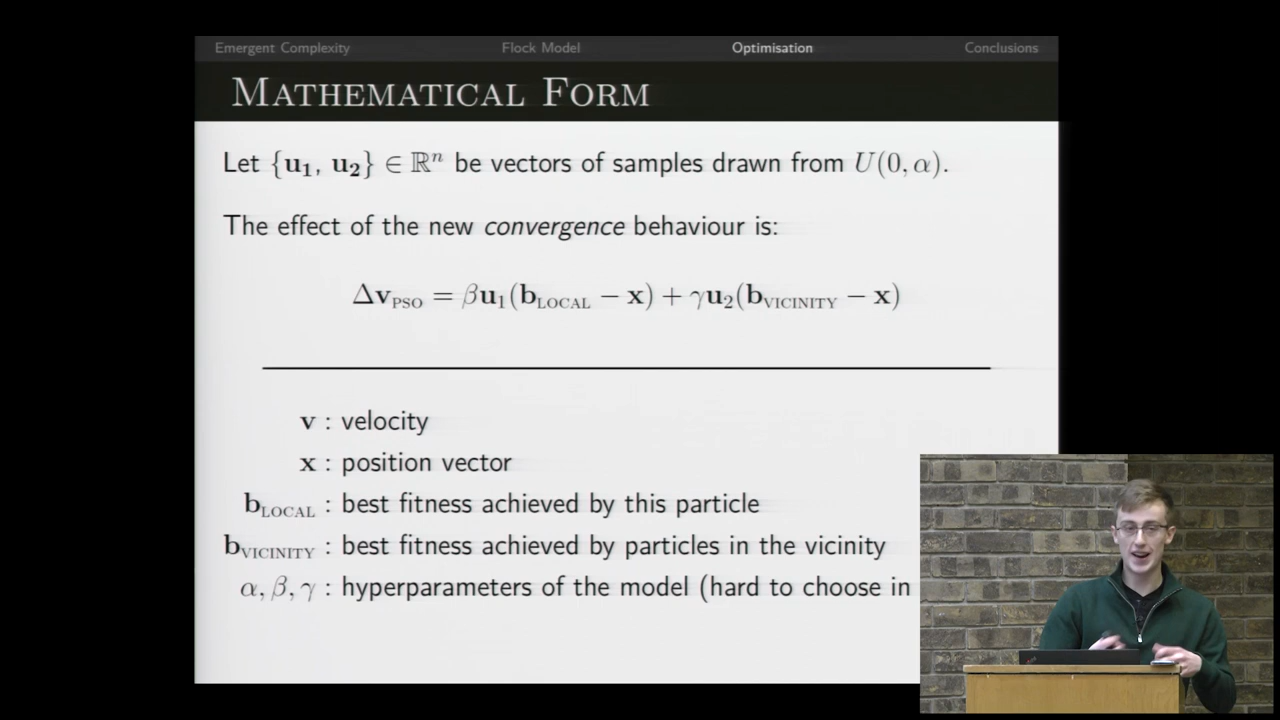 Emergent Complexity Flock Model Optimisation Conclusions
Mathematical Form
Let {u₁, u₂} ∈ ℝⁿ be vectors of samples drawn from U(0, α).
The effect of the new convergence behaviour is:
Δv_PSO = βu₁(b_LOCAL − x) + γu₂(b_VICINITY − x)
v : velocity
x : position vector
b_LOCAL : best fitness achieved by this particle
b_VICINITY : best fitness achieved by particles in the vicinity
α, β, γ : hyperparameters of the model (hard to choose in